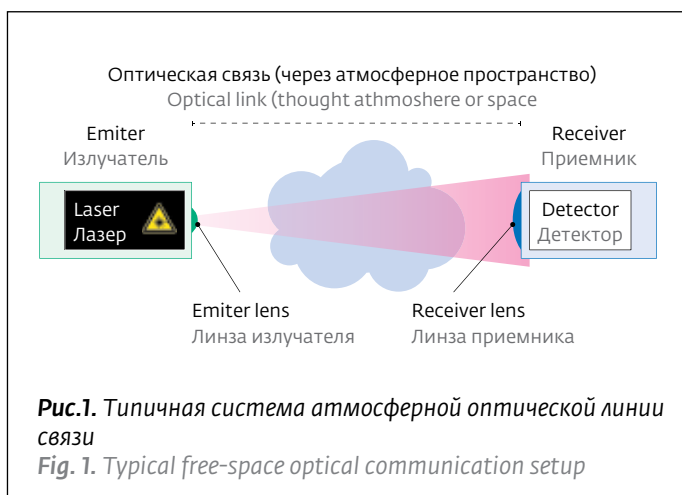 Оптическая связь (через атмосферное пространство)
Optical link (thought athmoshere or space
Emiter
Излучатель
Receiver
Приемник
Laser
Лазер
Detector
Детектор
Emiter lens
Линза излучателя
Receiver lens
Линза приемника
Рис.1. Типичная система атмосферной оптической линии
связи
Fig. 1. Typical free-space optical communication setup